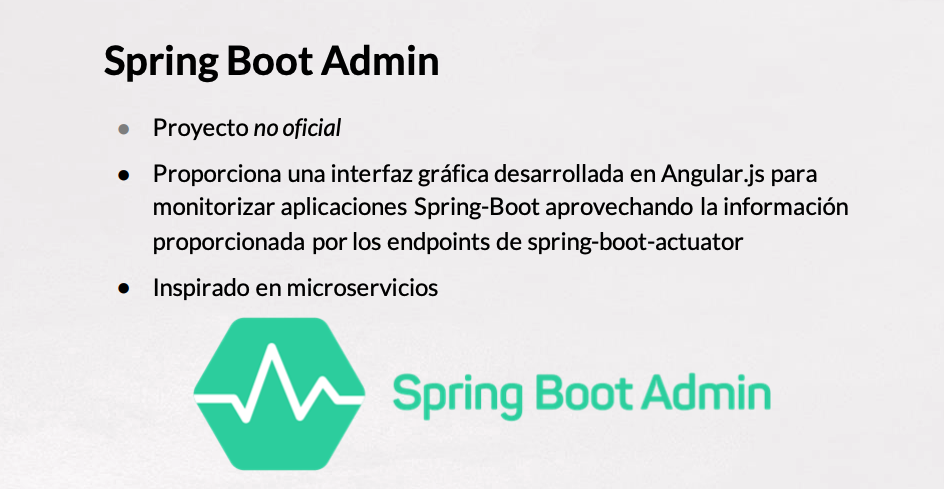 Spring Boot Admin
● Proyecto no oficial
● Proporciona una interfaz gráfica desarrollada en Angular.js para
monitorizar aplicaciones Spring-Boot aprovechando la información
proporcionada por los endpoints de spring-boot-actuator
● Inspirado en microservicios
Spring Boot Admin